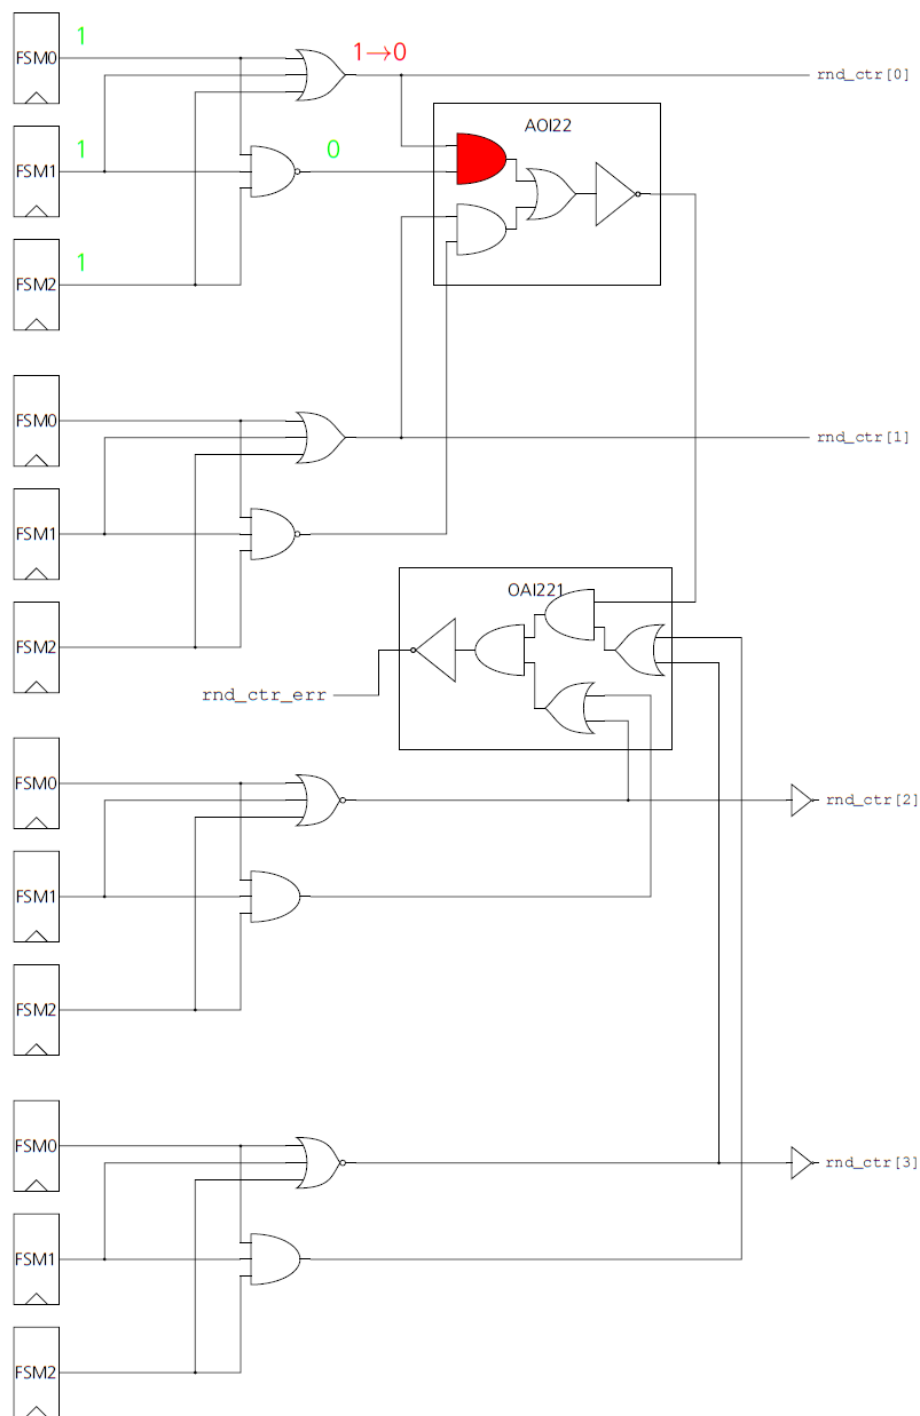 1
FSM0
1→0
rnd_ctr[0]
AOI22
1
FSM1
0
1
FSM2
FSM0
rnd_ctr[1]
FSM1
OAI221
FSM2
rnd_ctr_err
FSM0
rnd_ctr[2]
FSM1
FSM2
FSM0
rnd_ctr[3]
FSM1
FSM2